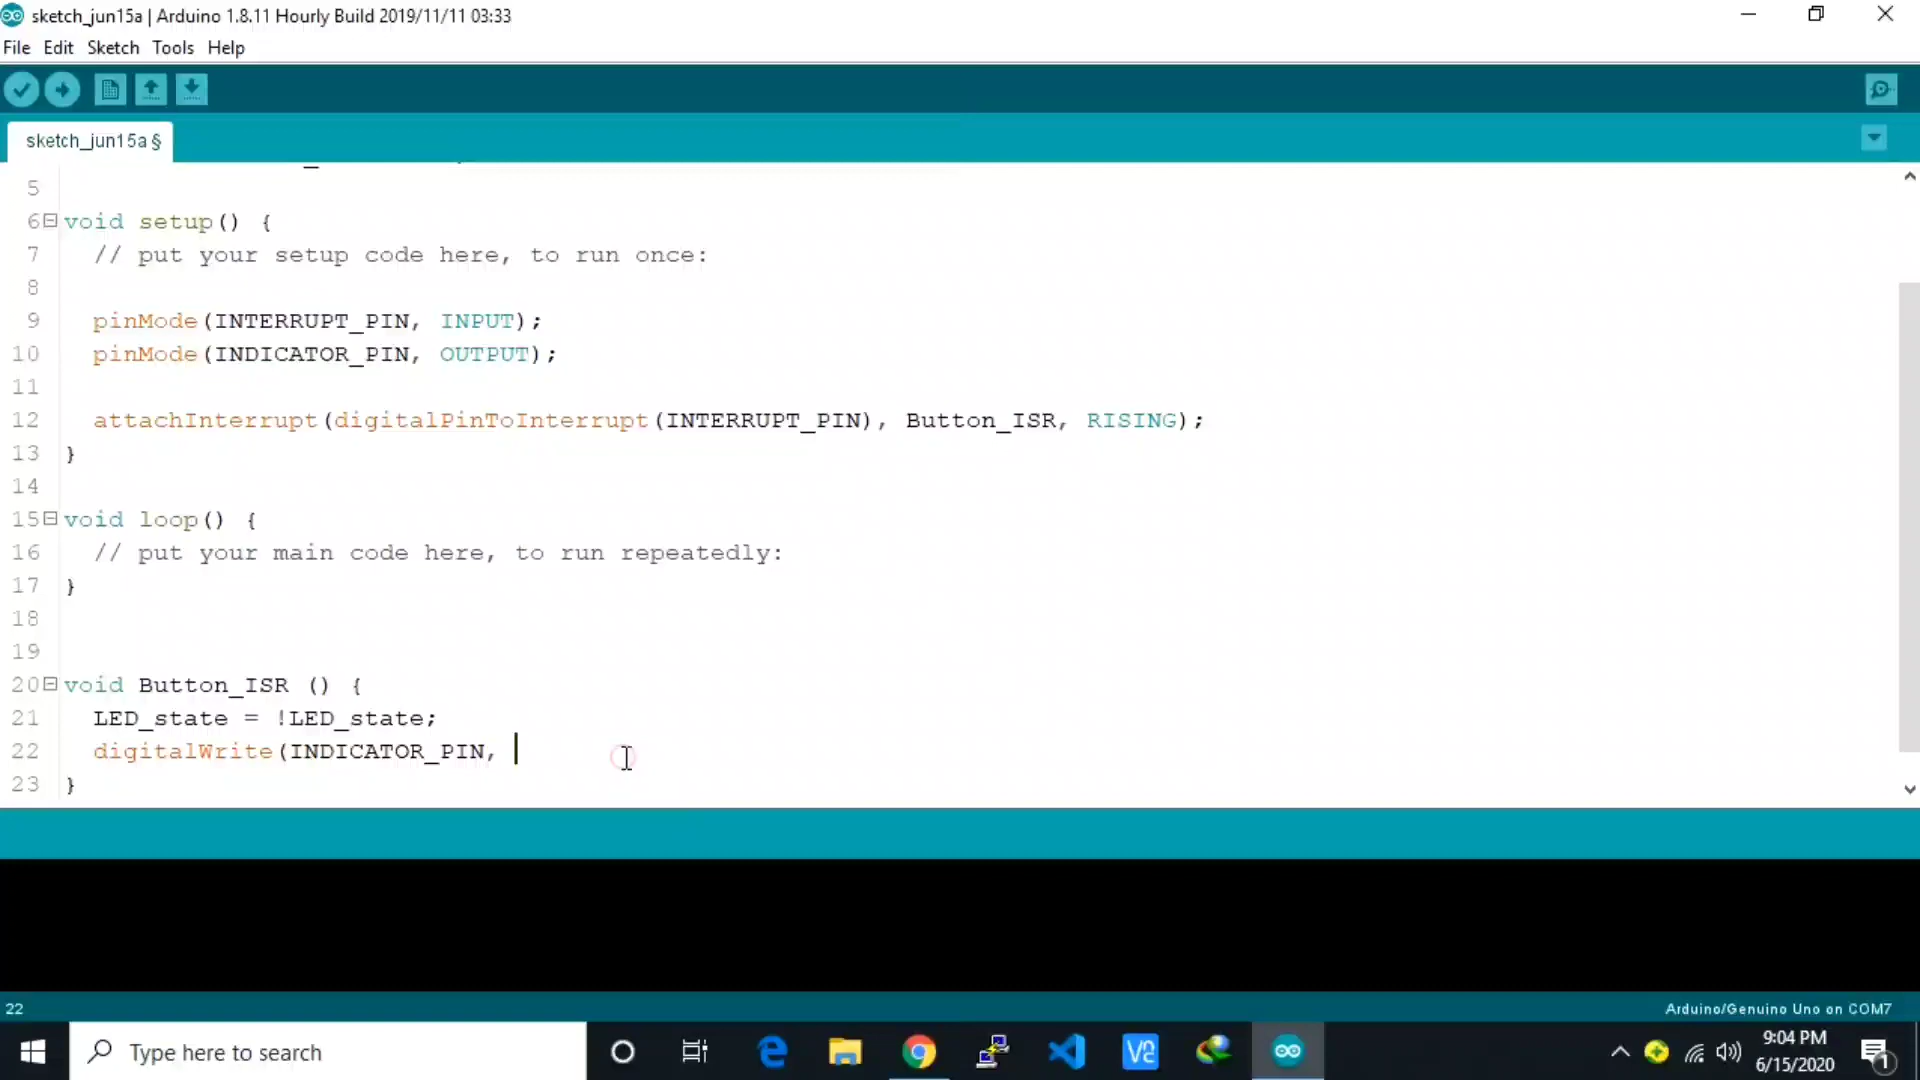 sketch_jun15a | Arduino 1.8.11 Hourly Build 2019/11/11 03:33
File Edit Sketch Tools Help
sketch_jun15a §
5
6 void setup() {
7 // put your setup code here, to run once:
8
9 pinMode(INTERRUPT_PIN, INPUT);
10 pinMode(INDICATOR_PIN, OUTPUT);
11
12 attachInterrupt(digitalPinToInterrupt(INTERRUPT_PIN), Button_ISR, RISING);
13 }
14
15 void loop() {
16 // put your main code here, to run repeatedly:
17 }
18
19
20 void Button_ISR () {
21 LED_state = !LED_state;
22 digitalWrite(INDICATOR_PIN,
23 }
22 Arduino/Genuino Uno on COM7
Type here to search
9:04 PM
6/15/2020
1